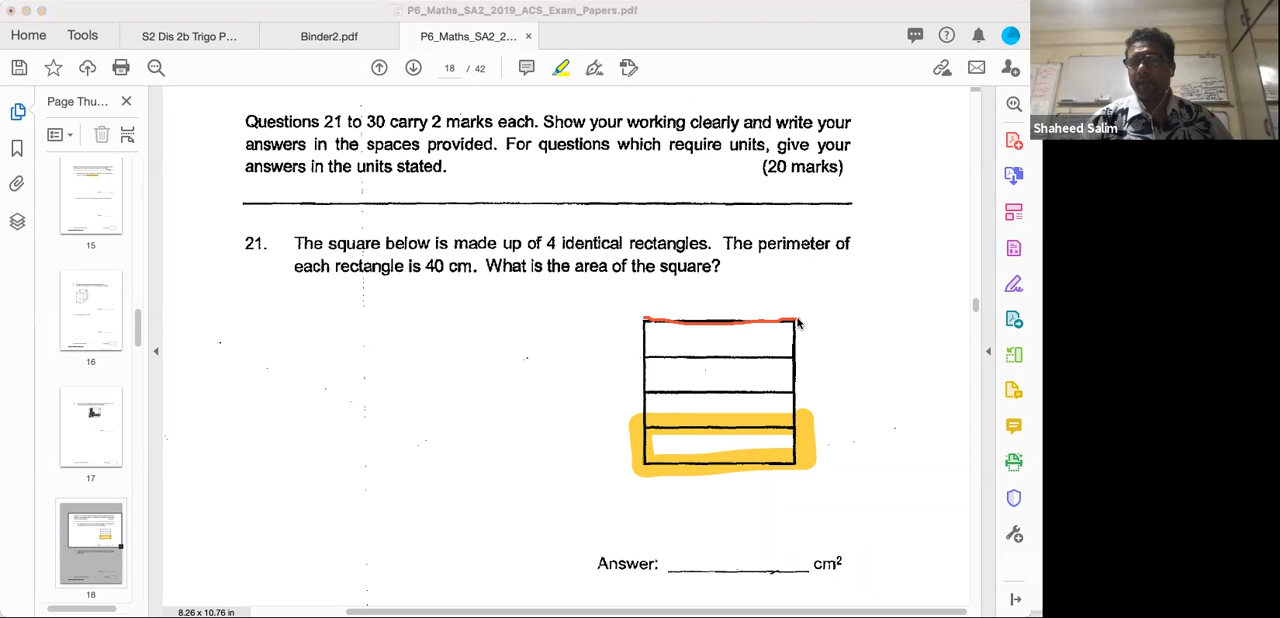 P6_Maths_SA2_2019_ACS_Exam_Papers.pdf
Home
Tools
S2 Dis 2b Trigo P...
Binder2.pdf
P6_Maths_SA2_2...
18 / 42
Page Thu...
15
16
17
18
Questions 21 to 30 carry 2 marks each. Show your working clearly and write your
answers in the spaces provided. For questions which require units, give your
answers in the units stated. (20 marks)
21. The square below is made up of 4 identical rectangles. The perimeter of
each rectangle is 40 cm. What is the area of the square?
Answer: ____________ cm²
8.26 x 10.76 in
Shaheed Salim